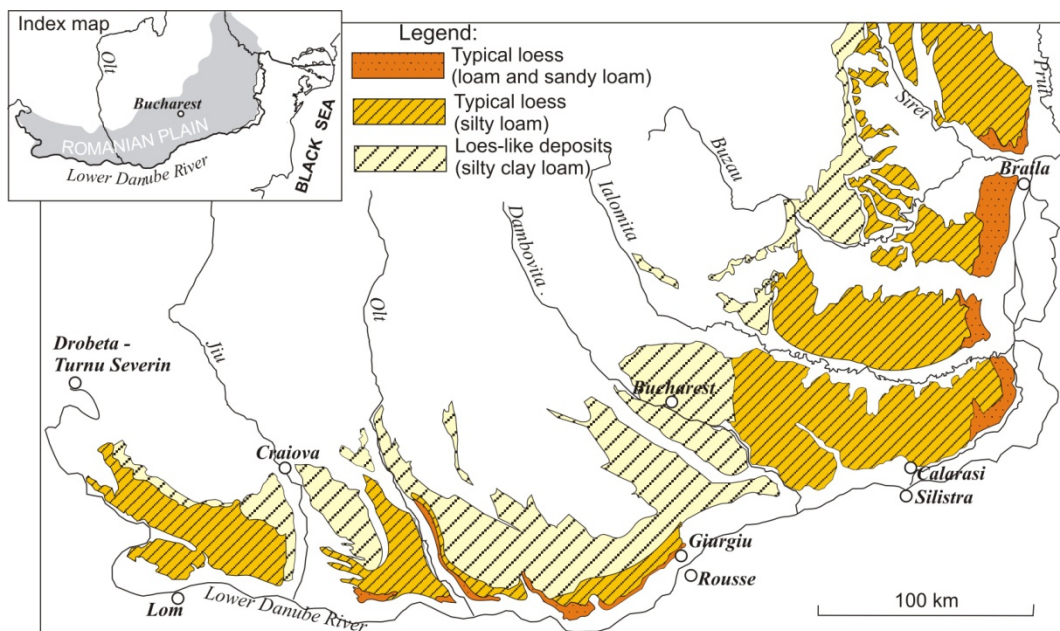 Index map
Olt
Bucharest
ROMANIAN PLAIN
Lower Danube River
BLACK SEA
Legend:
Typical loess
(loam and sandy loam)
Typical loess
(silty loam)
Loes-like deposits
(silty clay loam)
Siret
Prut
Buzau
Braila
Ialomita
Dambovita .
Olt
Jiu
Drobeta -
Turnu Severin
Bucharest
Craiova
Calarasi
Silistra
Giurgiu
Rousse
Lom
Lower Danube River
100 km